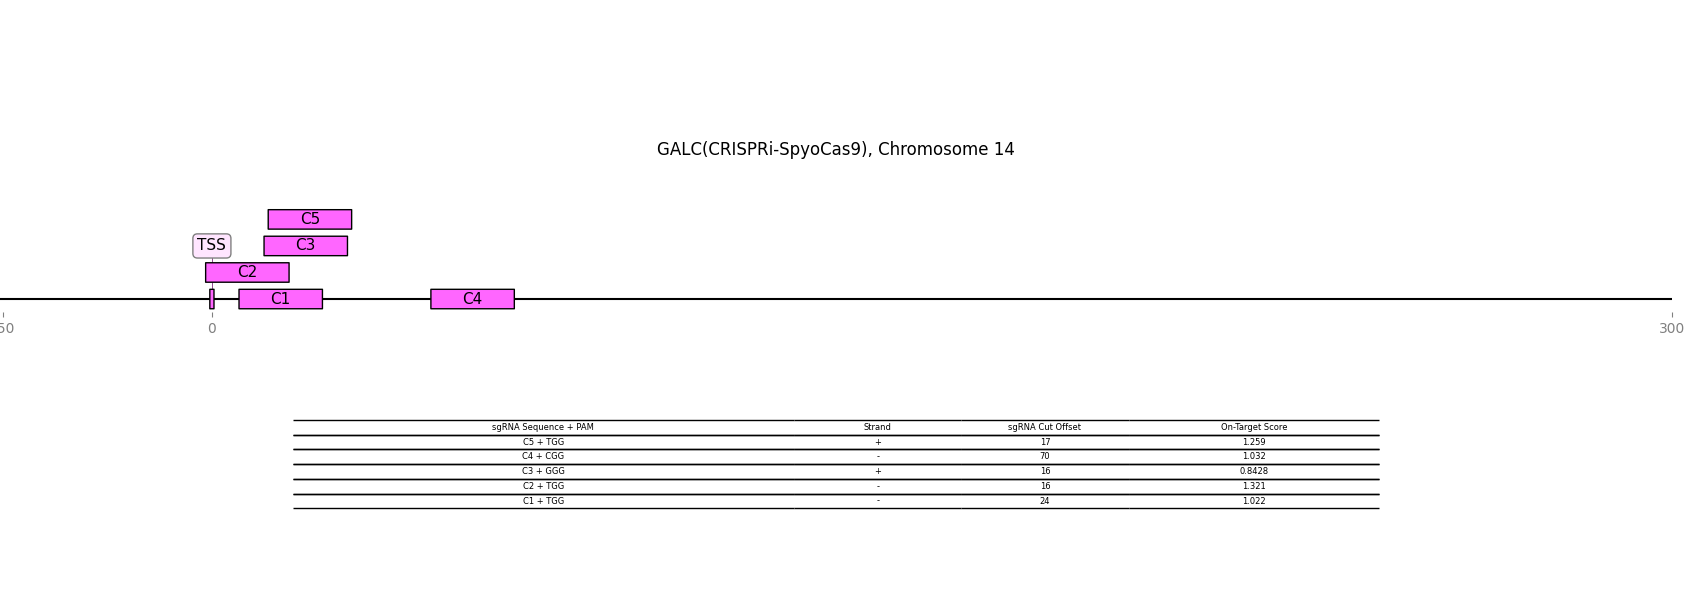 GALC(CRISPRi-SpyoCas9), Chromosome 14
C5
TSS C3
C2
C1 C4
50 0 300
sgRNA Sequence + PAM Strand sgRNA Cut Offset On-Target Score
C5 + TGG + 17 1.259
C4 + CGG - 70 1.032
C3 + GGG + 16 0.8428
C2 + TGG - 16 1.321
C1 + TGG - 24 1.022